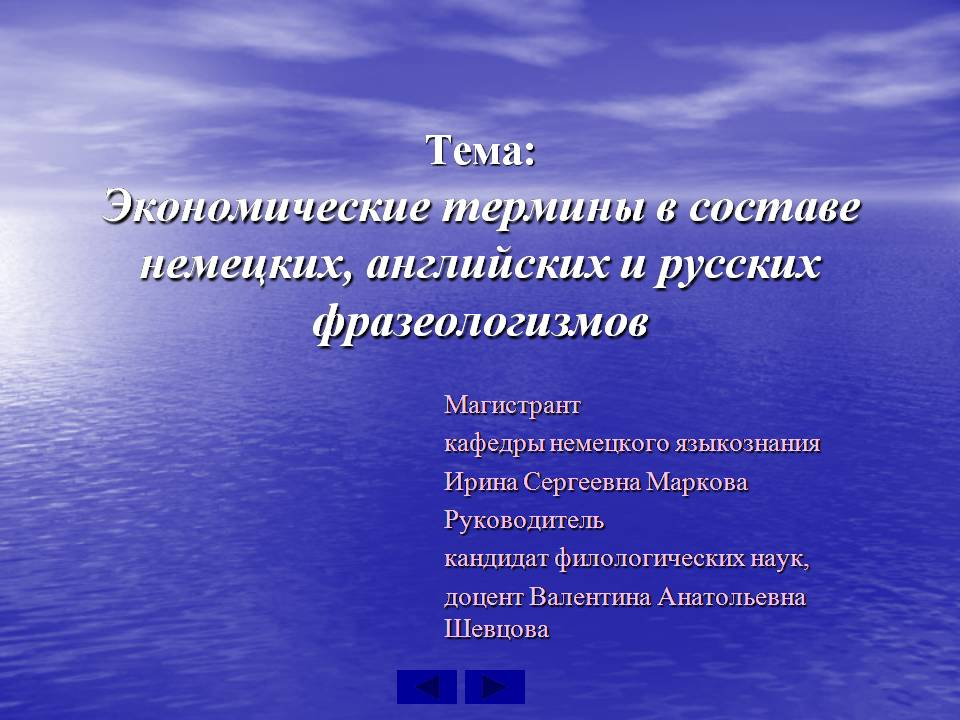 Тема:
Экономические термины в составе
немецких, английских и русских
фразеологизмов
Магистрант
кафедры немецкого языкознания
Ирина Сергеевна Маркова
Руководитель
кандидат филологических наук,
доцент Валентина Анатольевна
Шевцова